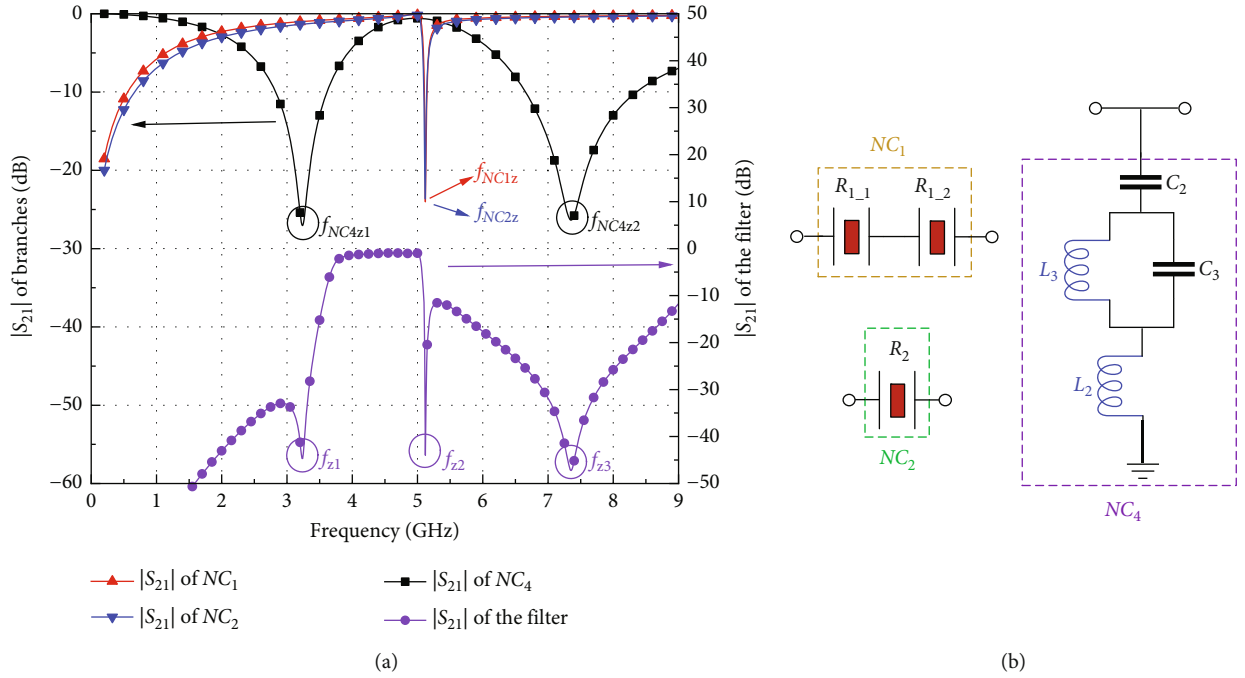 |S21| of branches (dB)
0
−10
−20
−30
−40
−50
−60
0 1 2 3 4 5 6 7 8 9
Frequency (GHz)
50
40
30
20
10
0
−10
−20
−30
−40
−50
|S21| of the filter (dB)
fNC1z
fNC2z
fNC4z1
fNC4z2
fz1
fz2
fz3
|S21| of NC1
|S21| of NC2
|S21| of NC4
|S21| of the filter
(a)
NC1
R1_1 R1_2
R2
NC2
C2
L3
C3
L2
NC4
(b)